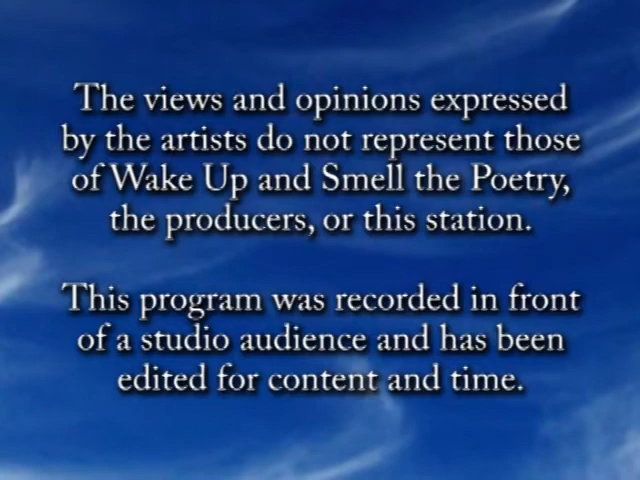 The views and opinions expressed
by the artists do not represent those
of Wake Up and Smell the Poetry,
the producers, or this station.
This program was recorded in front
of a studio audience and has been
edited for content and time.